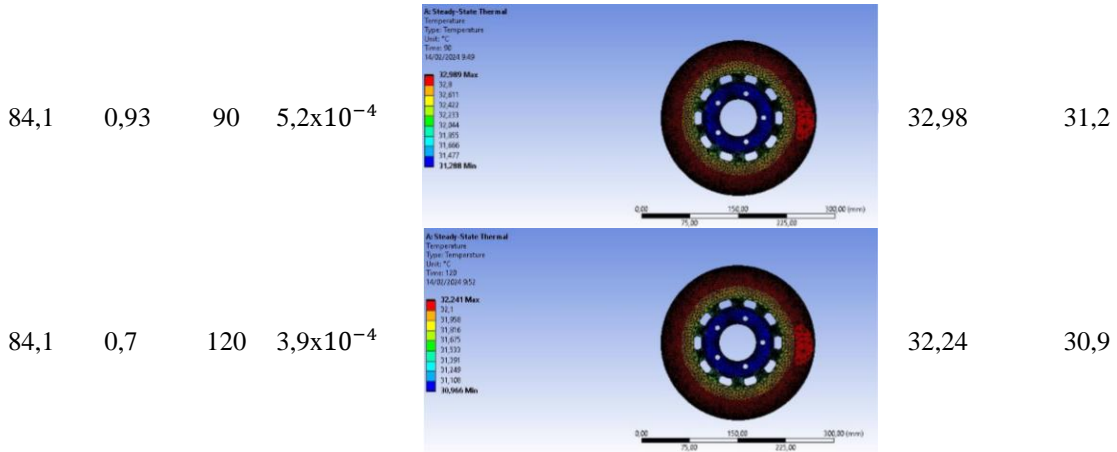 A: Steady-State Thermal
Temperature
Type: Temperature
Unit: °C
Time: 90
14/02/2024 9:49
32,989 Max
32,8
32,611
32,422
32,233
32,044
31,855
31,666
31,477
31,288 Min
84,1 0,93 90 5,2x10⁻⁴ 32,98 31,2
0,00 150,00 300,00 (mm)
75,00 225,00
A: Steady-State Thermal
Temperature
Type: Temperature
Unit: °C
Time: 120
14/02/2024 9:52
32,241 Max
32,1
31,958
31,816
31,675
31,533
31,391
31,249
31,108
30,966 Min
84,1 0,7 120 3,9x10⁻⁴ 32,24 30,9
0,00 150,00 300,00 (mm)
75,00 225,00